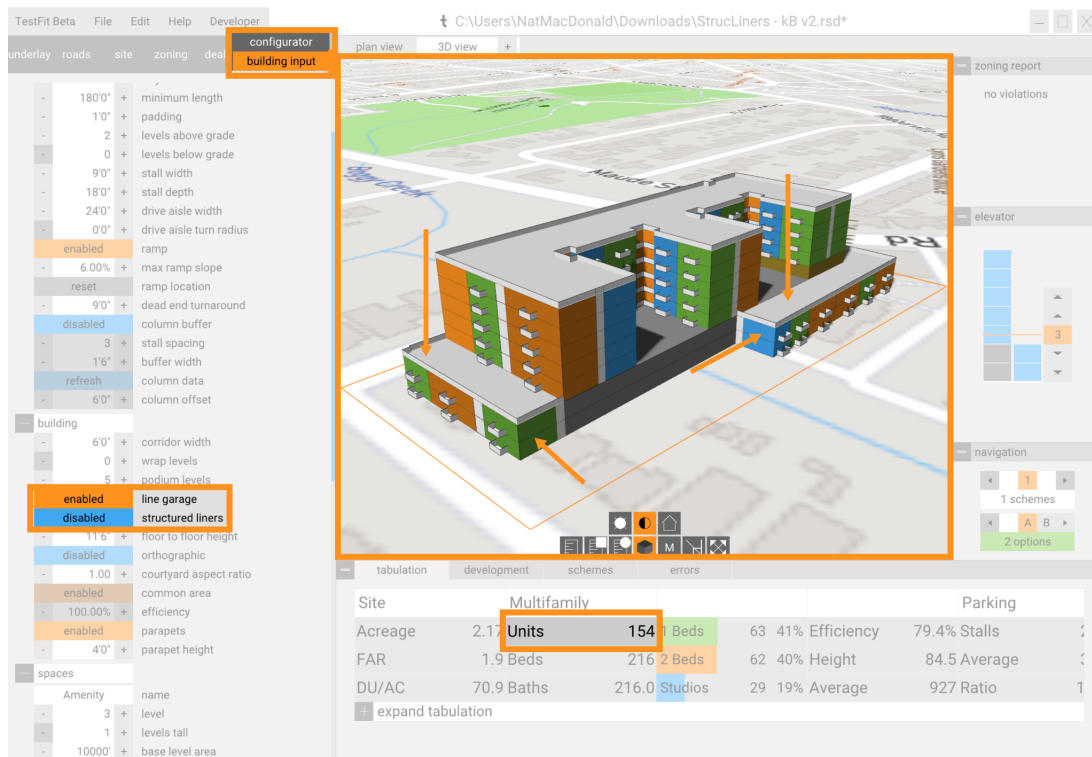 TestFit Beta File Edit Help Developer
C:\Users\NatMacDonald\Downloads\StrucLiners - kB v2.rsd*
underlay roads site zoning deal
configurator
building input
plan view 3D view +
- 180'0" + minimum length
- 1'0" + padding
2 + levels above grade
- 0 + levels below grade
- 9'0" + stall width
- 18'0" + stall depth
- 24'0" + drive aisle width
- 0'0" + drive aisle turn radius
enabled ramp
- 6.00% + max ramp slope
reset ramp location
- 9'0" + dead end turnaround
disabled column buffer
- 3 + stall spacing
- 1'6" + buffer width
refresh column data
- 6'0" + column offset
- building
- 6'0" + corridor width
- 0 + wrap levels
- 5 + podium levels
enabled line garage
disabled structured liners
- 11'6" + floor to floor height
disabled orthographic
- 1.00 + courtyard aspect ratio
enabled common area
- 100.00% + efficiency
enabled parapets
- 4'0" + parapet height
- spaces
Amenity name
- 3 + level
- 1 + levels tall
- 10000' + base level area
Boggy Creek
Maude S
Rd
M
- zoning report
no violations
- elevator
3
- navigation
1
1 schemes
A B
2 options
- tabulation development schemes errors
Site Multifamily Parking
Acreage 2.17 Units 154 1 Beds 63 41% Efficiency 79.4% Stalls
FAR 1.9 Beds 216 2 Beds 62 40% Height 84.5 Average
DU/AC 70.9 Baths 216.0 Studios 29 19% Average 927 Ratio 1
+ expand tabulation